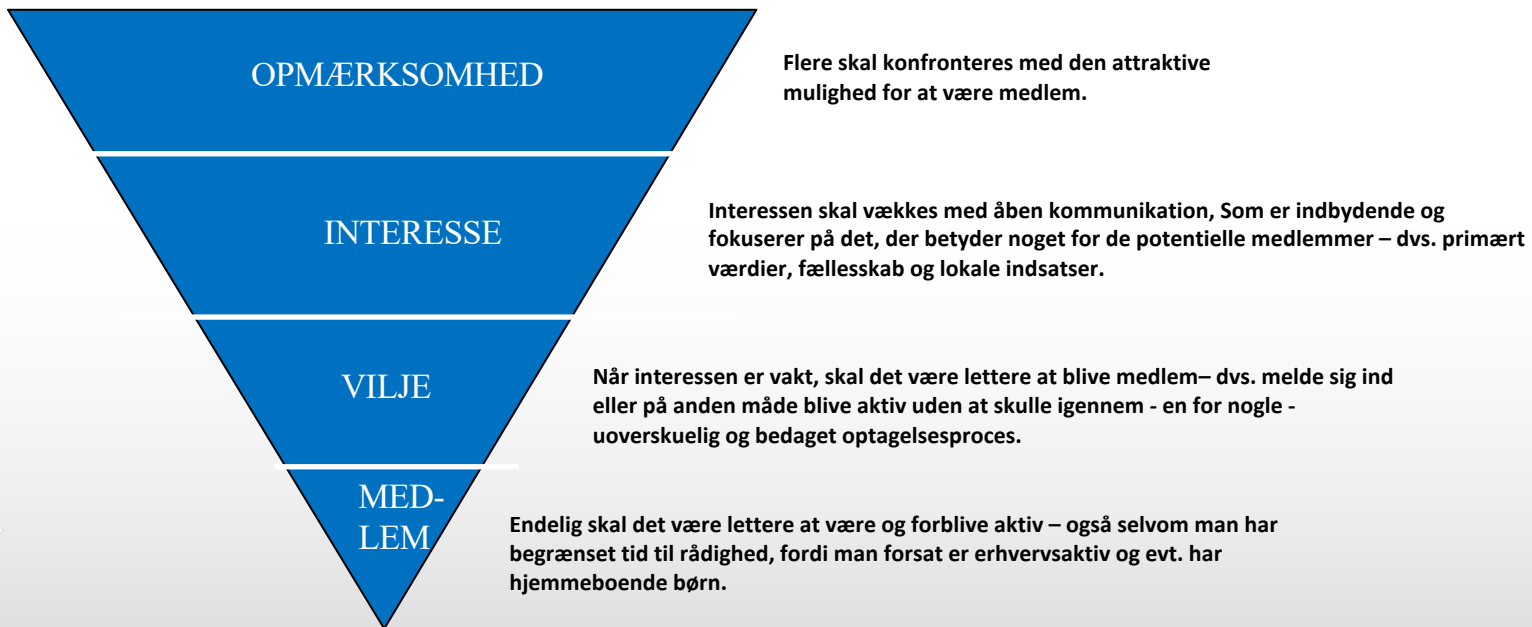 OPMÆRKSOMHED
Flere skal konfronteres med den attraktive
mulighed for at være medlem.
INTERESSE
Interessen skal vækkes med åben kommunikation, Som er indbydende og
fokuserer på det, der betyder noget for de potentielle medlemmer – dvs. primært
værdier, fællesskab og lokale indsatser.
VILJE
Når interessen er vakt, skal det være lettere at blive medlem– dvs. melde sig ind
eller på anden måde blive aktiv uden at skulle igennem - en for nogle -
uoverskuelig og bedaget optagelsesproces.
MED-
LEM
Endelig skal det være lettere at være og forblive aktiv – også selvom man har
begrænset tid til rådighed, fordi man forsat er erhvervsaktiv og evt. har
hjemmeboende børn.